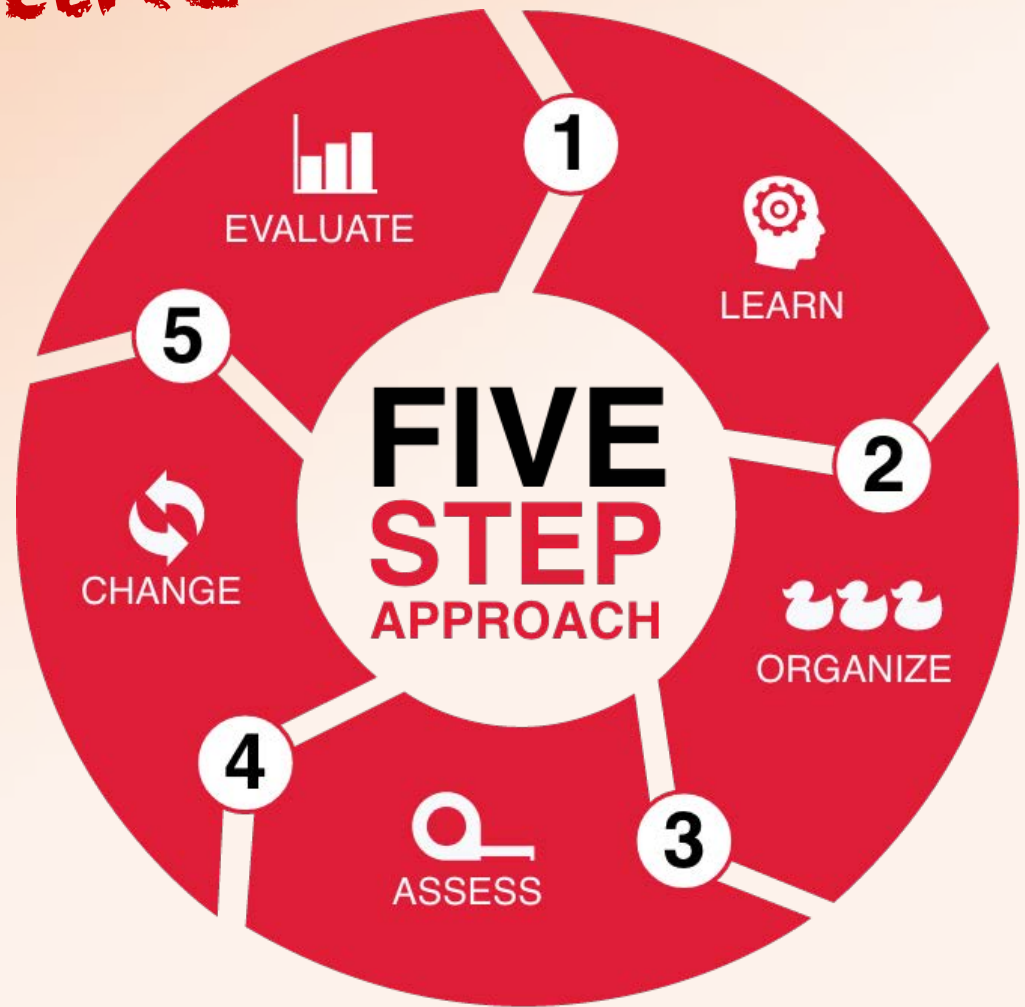 1
LEARN
2
ORGANIZE
3
ASSESS
4
CHANGE
5
EVALUATE
FIVE
STEP
APPROACH